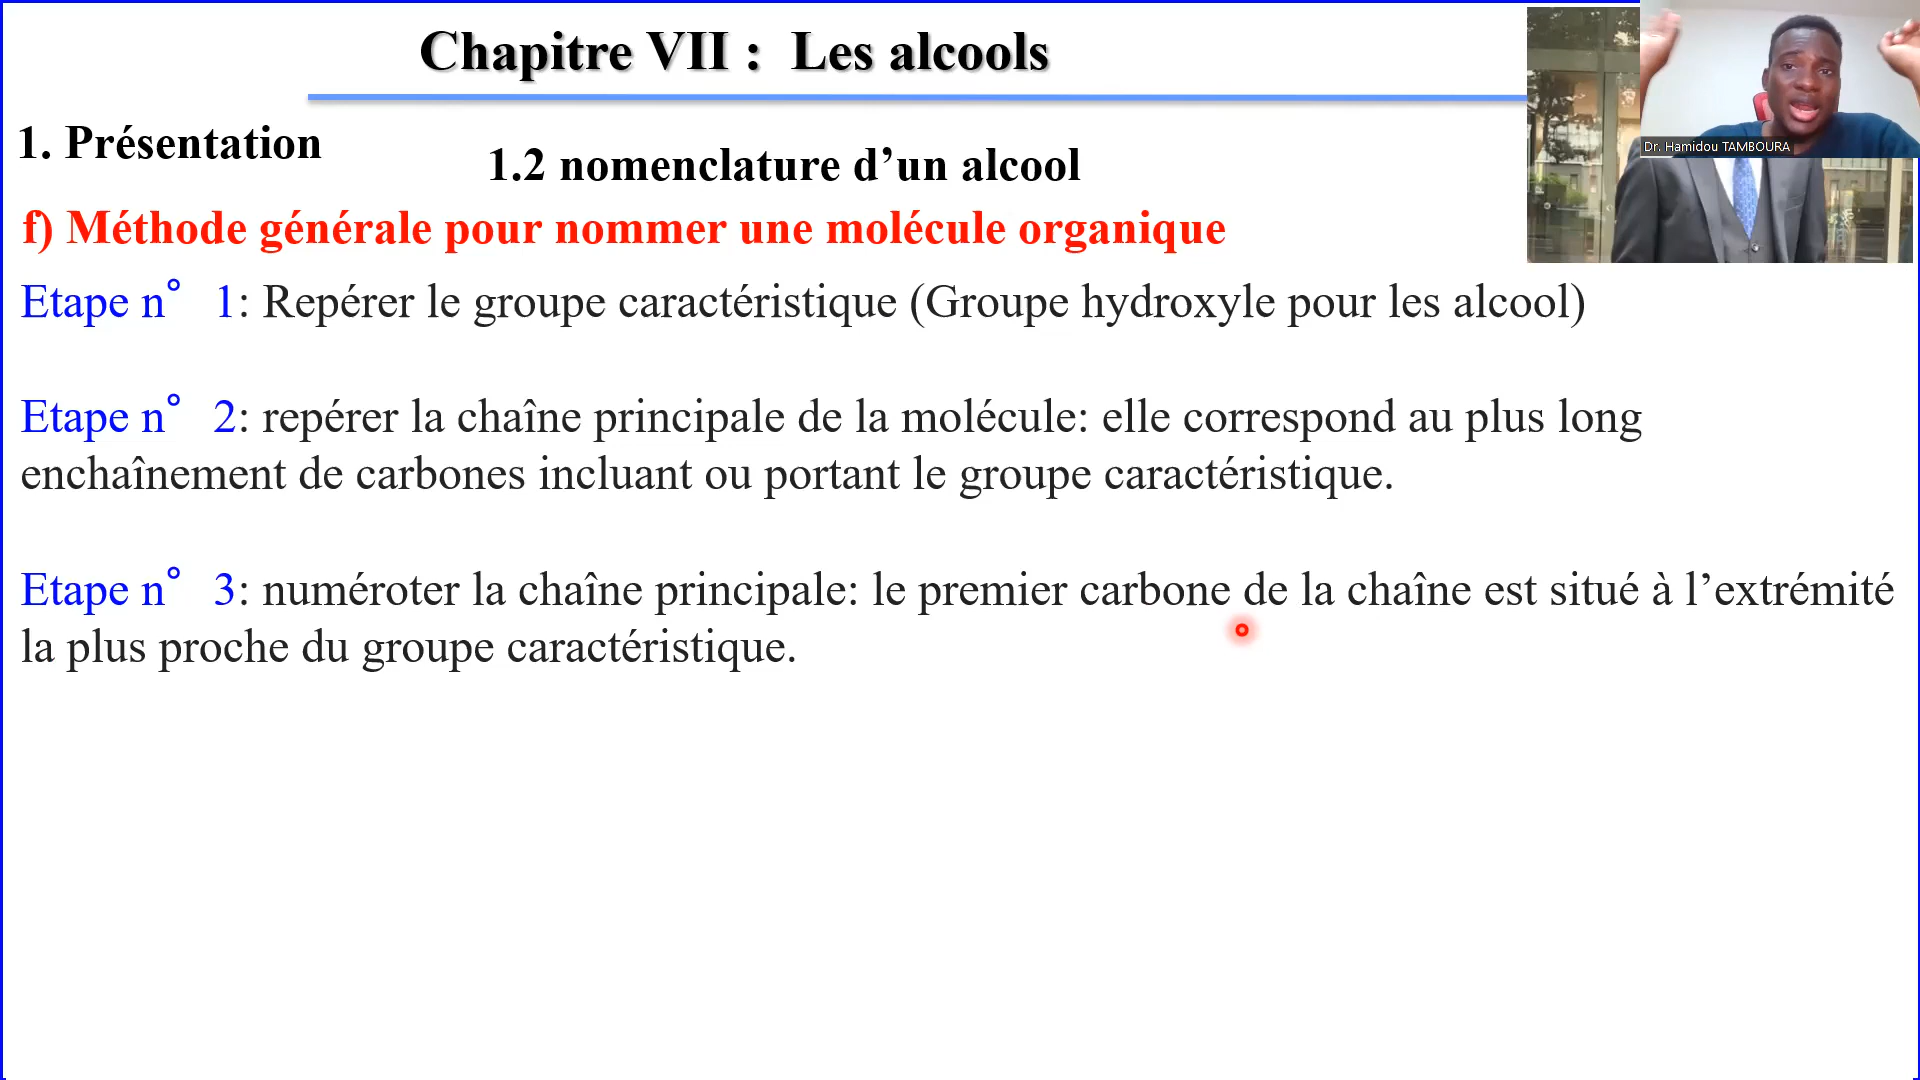 Chapitre VII : Les alcools
Dr. Hamidou TAMBOURA
1. Présentation
1.2 nomenclature d’un alcool
f) Méthode générale pour nommer une molécule organique
Etape n° 1: Repérer le groupe caractéristique (Groupe hydroxyle pour les alcool)
Etape n° 2: repérer la chaîne principale de la molécule: elle correspond au plus long
enchaînement de carbones incluant ou portant le groupe caractéristique.
Etape n° 3: numéroter la chaîne principale: le premier carbone de la chaîne est situé à l’extrémité
la plus proche du groupe caractéristique.